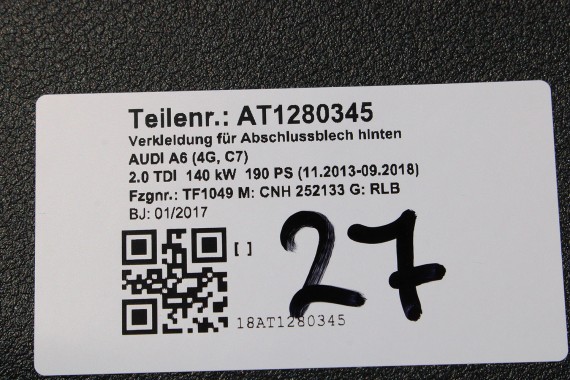 Teilenr.: AT1280345
Verkleidung für Abschlussblech hinten
AUDI A6 (4G, C7)
2.0 TDI 140 kW 190 PS (11.2013-09.2018)
Fzgnr.: TF1049 M: CNH 252133 G: RLB
BJ: 01/2017
[ ]
27
18AT1280345